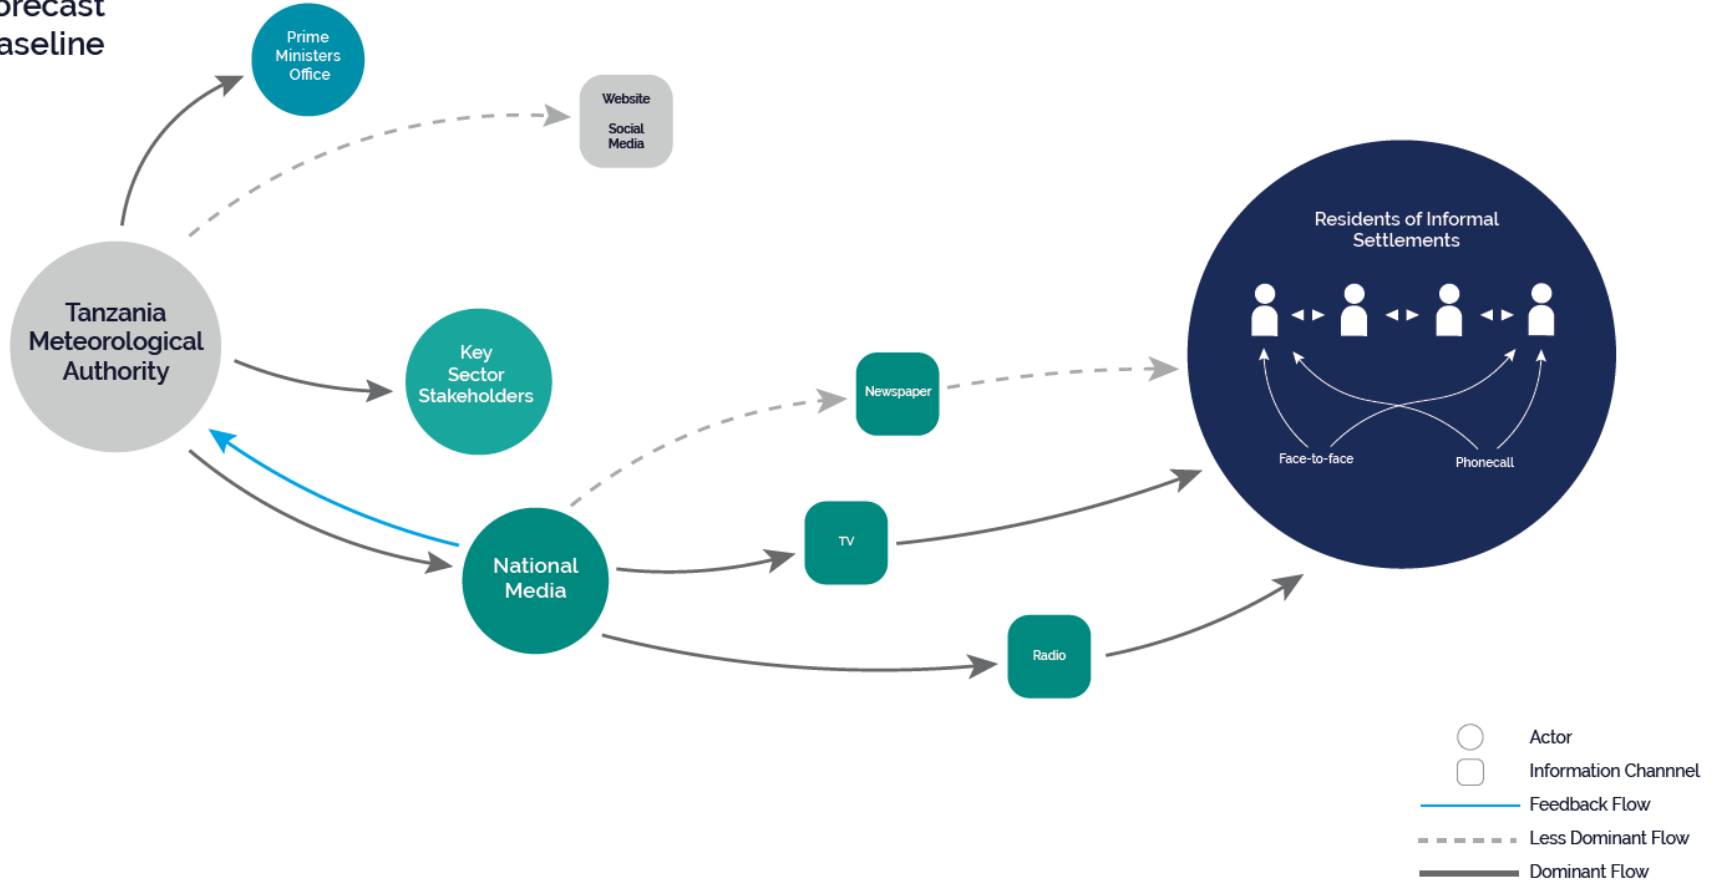 orecast
aseline
Prime
Ministers
Office
Website
Social
Media
Residents of Informal
Settlements
Tanzania
Meteorological
Authority
Key
Sector
Stakeholders
Newspaper
Face-to-face
Phonecall
TV
National
Media
Radio
Actor
Information Channnel
Feedback Flow
Less Dominant Flow
Dominant Flow